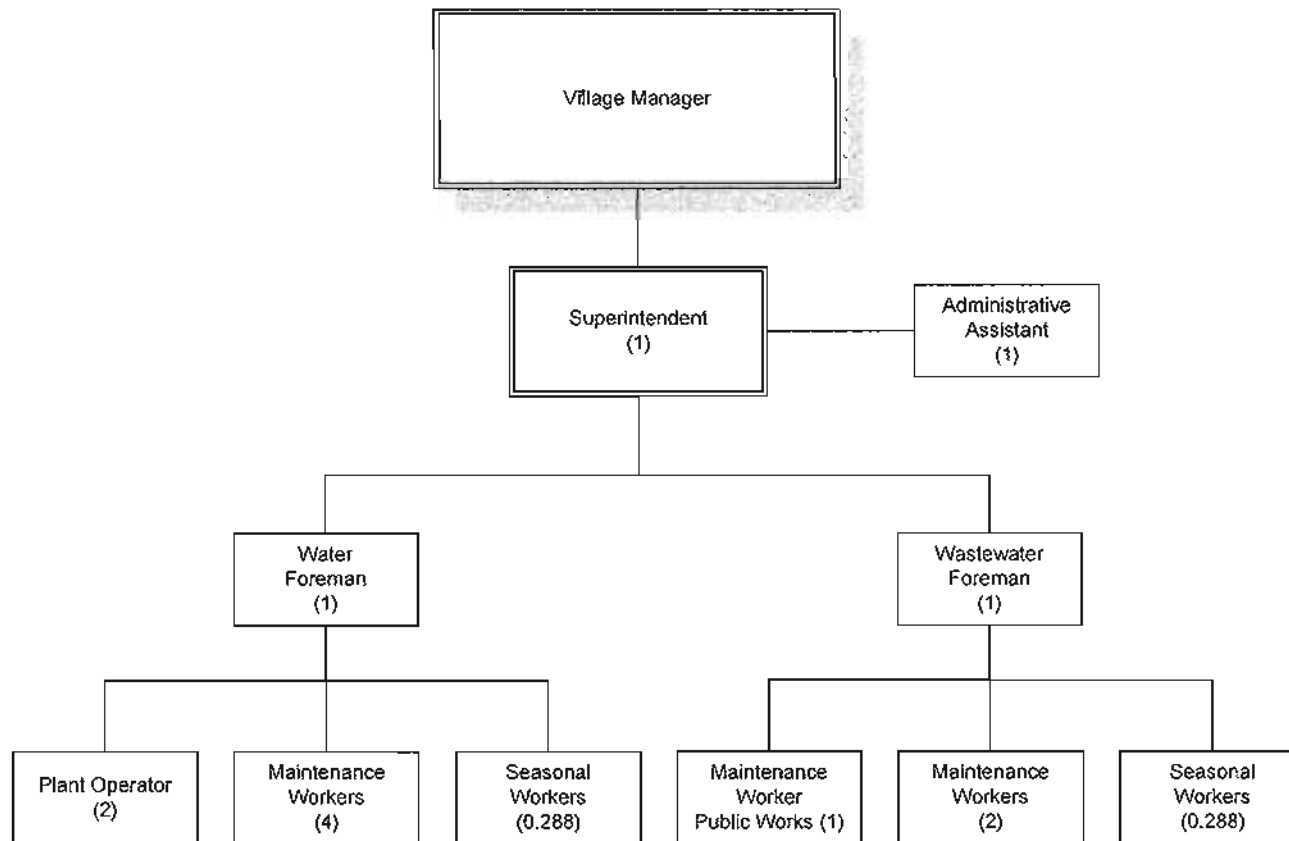 Village Manager
Superintendent
(1)
Administrative
Assistant
(1)
Water
Foreman
(1)
Wastewater
Foreman
(1)
Plant Operator
(2)
Maintenance
Workers
(4)
Seasonal
Workers
(0.288)
Maintenance
Worker
Public Works (1)
Maintenance
Workers
(2)
Seasonal
Workers
(0.288)